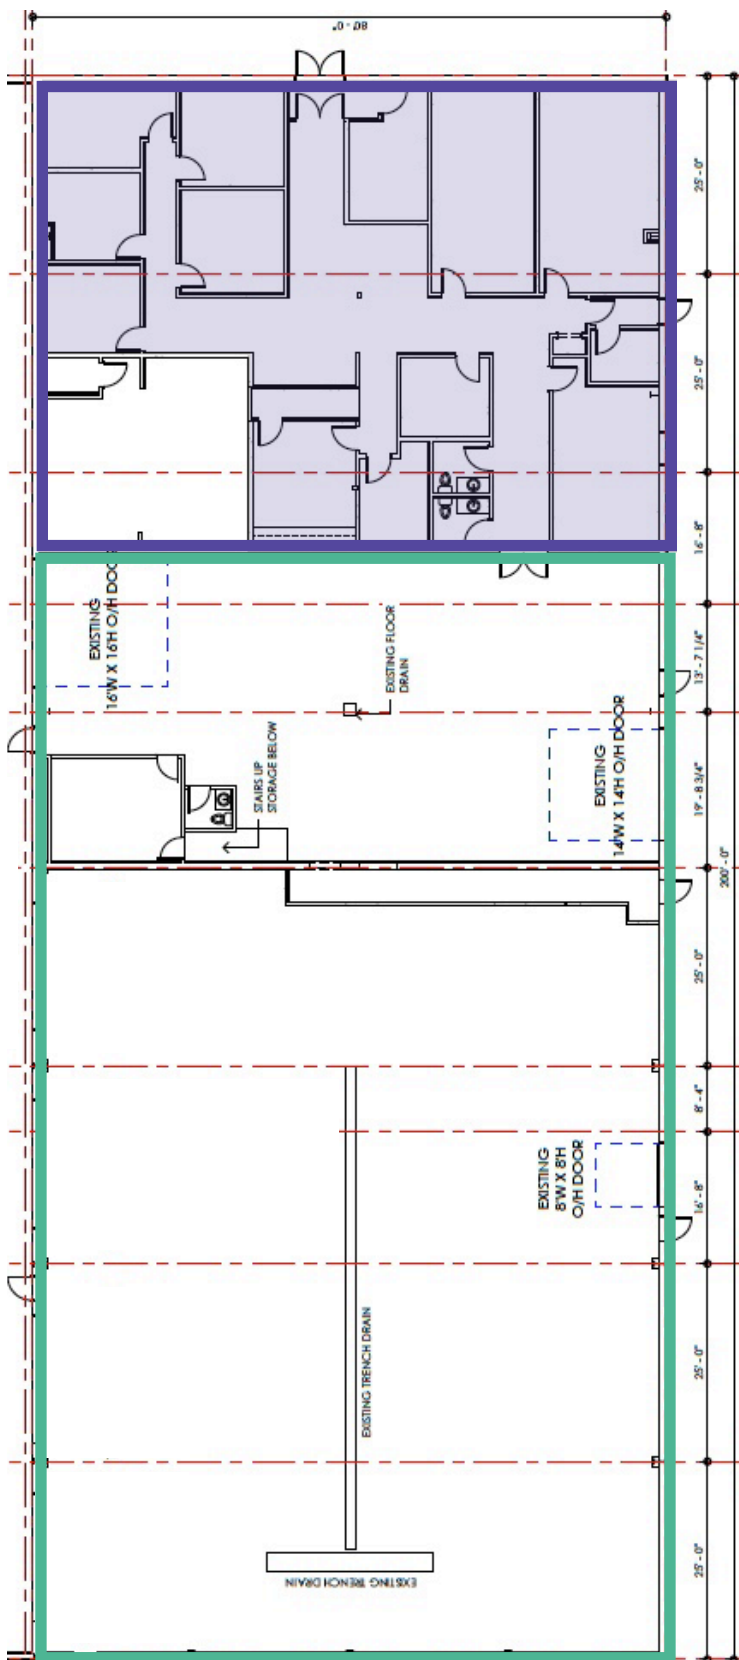 80' - 0"
25' - 0"
25' - 0"
16' - 8"
EXISTING
16'W X 16'H O/H DOOR
EXISTING FLOOR
DRAIN
13' - 7 1/4"
STAIRS UP
STORAGE BELOW
EXISTING
14'W X 14'H O/H DOOR
19' - 8 3/4"
200' - 0"
25' - 0"
8' - 4"
EXISTING
8'W X 8'H
O/H DOOR
16' - 8"
EXISTING TRENCH DRAIN
25' - 0"
25' - 0"
EXISTING TRENCH DRAIN